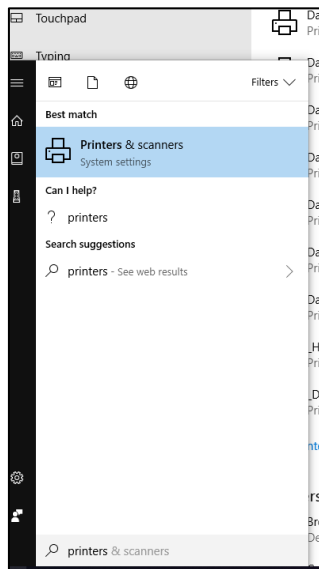 Touchpad
Typing
Filters
Best match
Printers & scanners
System settings
Can I help?
? printers
Search suggestions
printers - See web results
printers & scanners